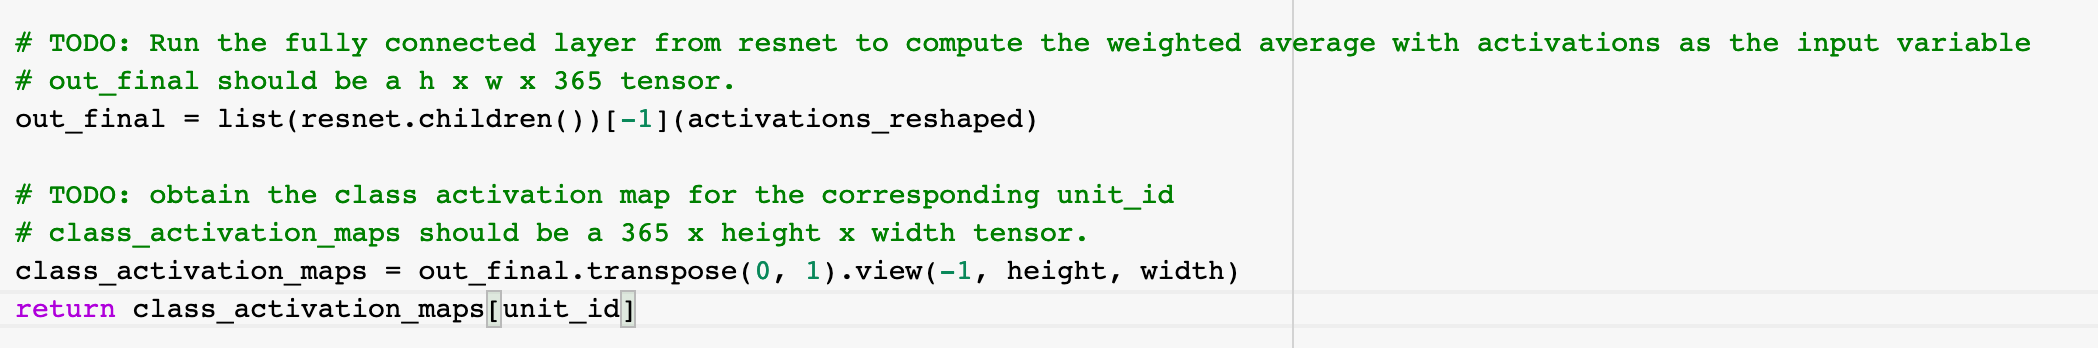 # TODO: Run the fully connected layer from resnet to compute the weighted average with activations as the input variable
# out_final should be a h x w x 365 tensor.
out_final = list(resnet.children())[-1](activations_reshaped)
# TODO: obtain the class activation map for the corresponding unit_id
# class_activation_maps should be a 365 x height x width tensor.
class_activation_maps = out_final.transpose(0, 1).view(-1, height, width)
return class_activation_maps[unit_id]